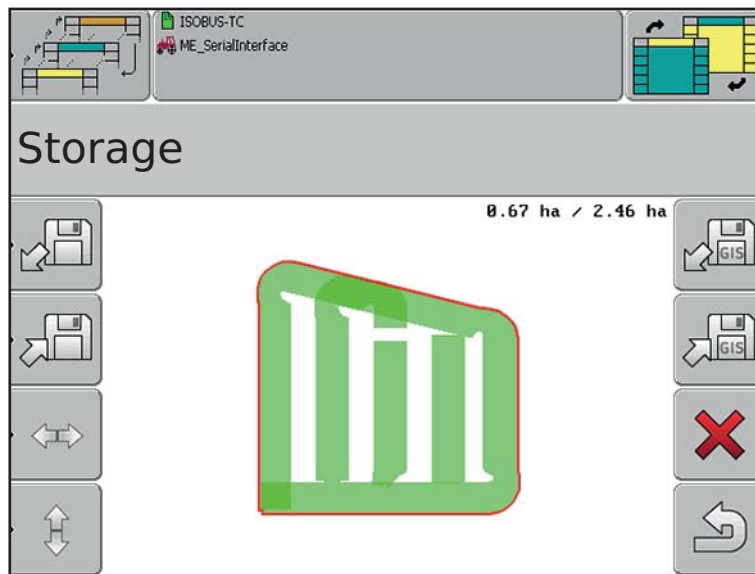 ISOBUS-TC
ME_SerialInterface
Storage
0.67 ha / 2.46 ha
GIS
GIS